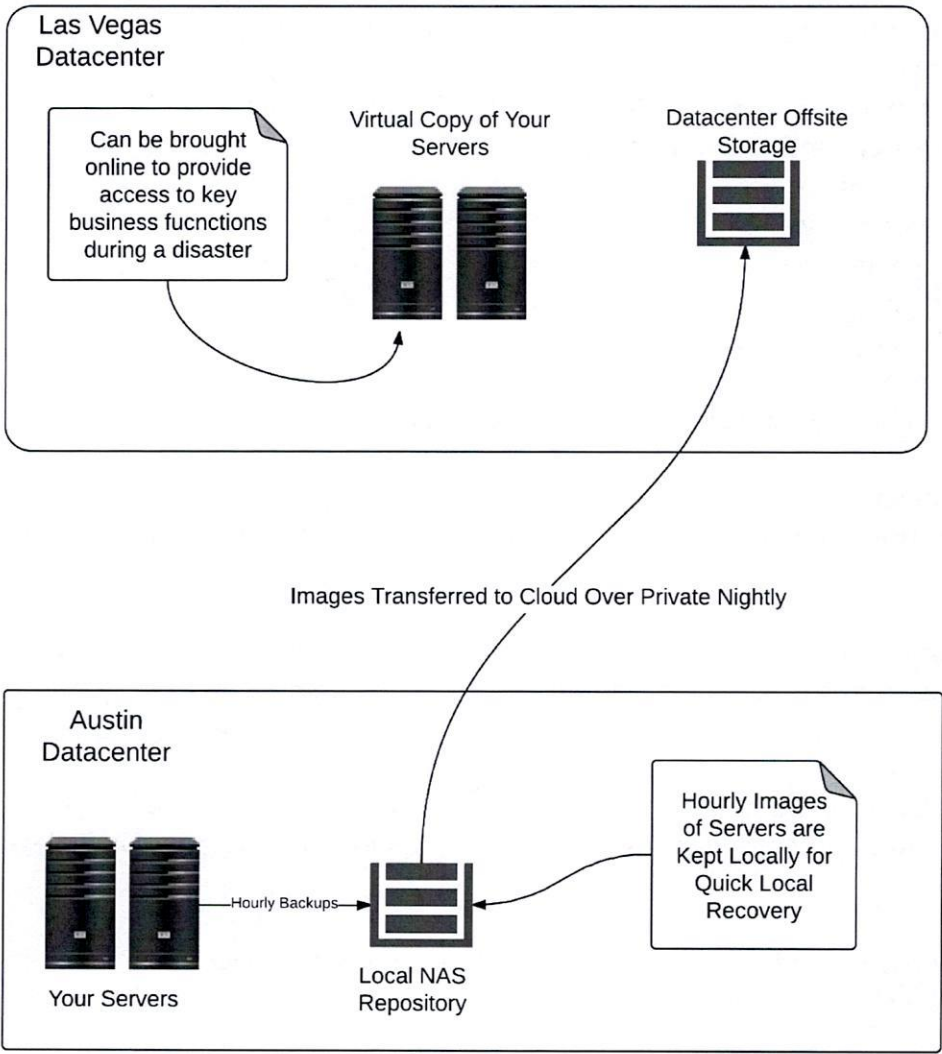 Las Vegas
Datacenter
Can be brought
online to provide
access to key
business fucnctions
during a disaster
Virtual Copy of Your
Servers
Datacenter Offsite
Storage
Images Transferred to Cloud Over Private Nightly
Austin
Datacenter
Hourly Images
of Servers are
Kept Locally for
Quick Local
Recovery
Hourly Backups
Your Servers
Local NAS
Repository